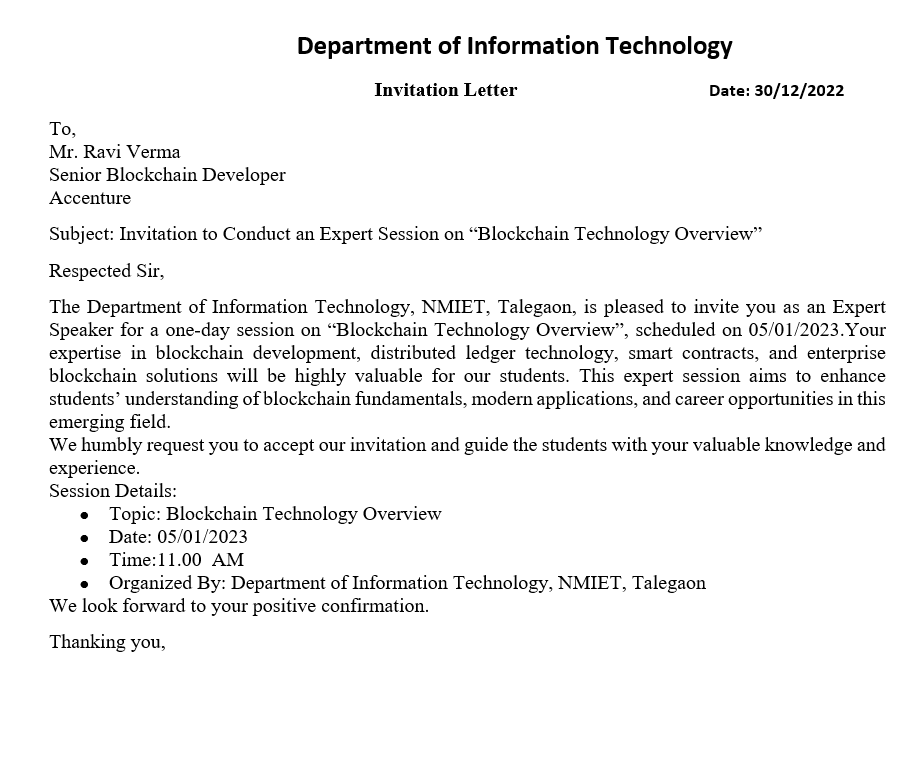 Department of Information Technology
Invitation Letter Date: 30/12/2022
To,
Mr. Ravi Verma
Senior Blockchain Developer
Accenture
Subject: Invitation to Conduct an Expert Session on “Blockchain Technology Overview”
Respected Sir,
The Department of Information Technology, NMIET, Talegaon, is pleased to invite you as an Expert
Speaker for a one-day session on “Blockchain Technology Overview”, scheduled on 05/01/2023.Your
expertise in blockchain development, distributed ledger technology, smart contracts, and enterprise
blockchain solutions will be highly valuable for our students. This expert session aims to enhance
students’ understanding of blockchain fundamentals, modern applications, and career opportunities in this
emerging field.
We humbly request you to accept our invitation and guide the students with your valuable knowledge and
experience.
Session Details:
● Topic: Blockchain Technology Overview
● Date: 05/01/2023
● Time:11.00  AM
● Organized By: Department of Information Technology, NMIET, Talegaon
We look forward to your positive confirmation.
Thanking you,